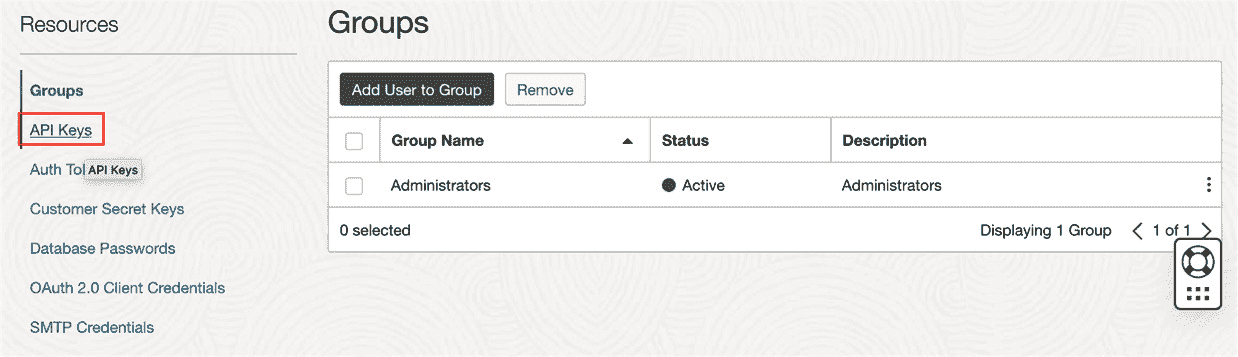 Resources
Groups
API Keys
Auth Tol
API Keys
Customer Secret Keys
Database Passwords
OAuth 2.0 Client Credentials
SMTP Credentials
Groups
Add User to Group Remove
Group Name Status Description
Administrators Active Administrators
0 selected Displaying 1 Group 1 of 1